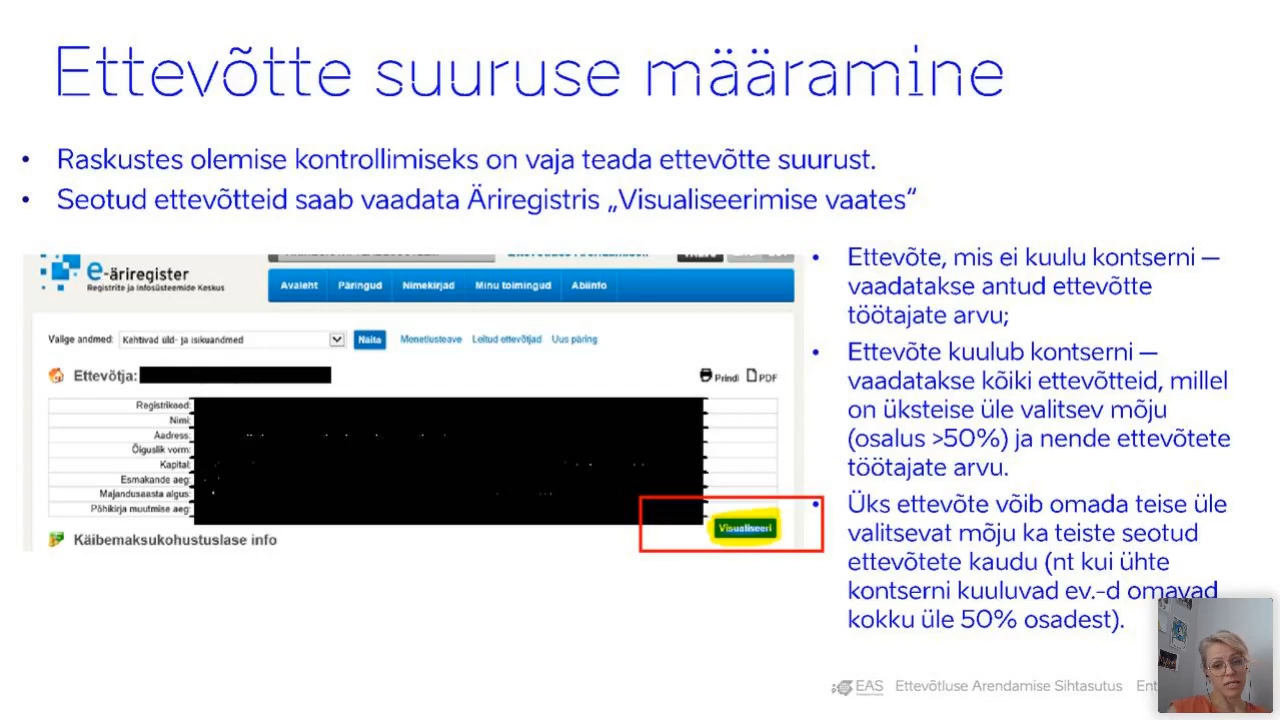 Ettevõtte suuruse määramine
• Raskustes olemise kontrollimiseks on vaja teada ettevõtte suurust.
• Seotud ettevõtteid saab vaadata Äriregistris „Visualiseerimise vaates“
e-äriregister
Registrite ja Infosüsteemide Keskus
Avaleht Päringud Nimekirjad Minu toimingud Abiinfo
Valige andmed: Kehtivad üld- ja isikuandmed Näita Menetlusteave Leitud ettevõtjad Uus päring
Ettevõtja:
Prindi PDF
Registrikood:
Nimi:
Aadress:
Õiguslik vorm:
Kapital:
Esmakande aeg:
Majandusaasta algus:
Põhikirja muutmise aeg:
Visualiseeri
Käibemaksukohustuslase info
• Ettevõte, mis ei kuulu kontserni –
vaadatakse antud ettevõtte
töötajate arvu;
• Ettevõte kuulub kontserni –
vaadatakse kõiki ettevõtteid, millel
on üksteise üle valitsev mõju
(osalus >50%) ja nende ettevõtete
töötajate arvu.
• Üks ettevõte võib omada teise üle
valitsevat mõju ka teiste seotud
ettevõtete kaudu (nt kui ühte
kontserni kuuluvad ev.-d omavad
kokku üle 50% osadest).
EAS Ettevõtluse Arendamise Sihtasutus Ent